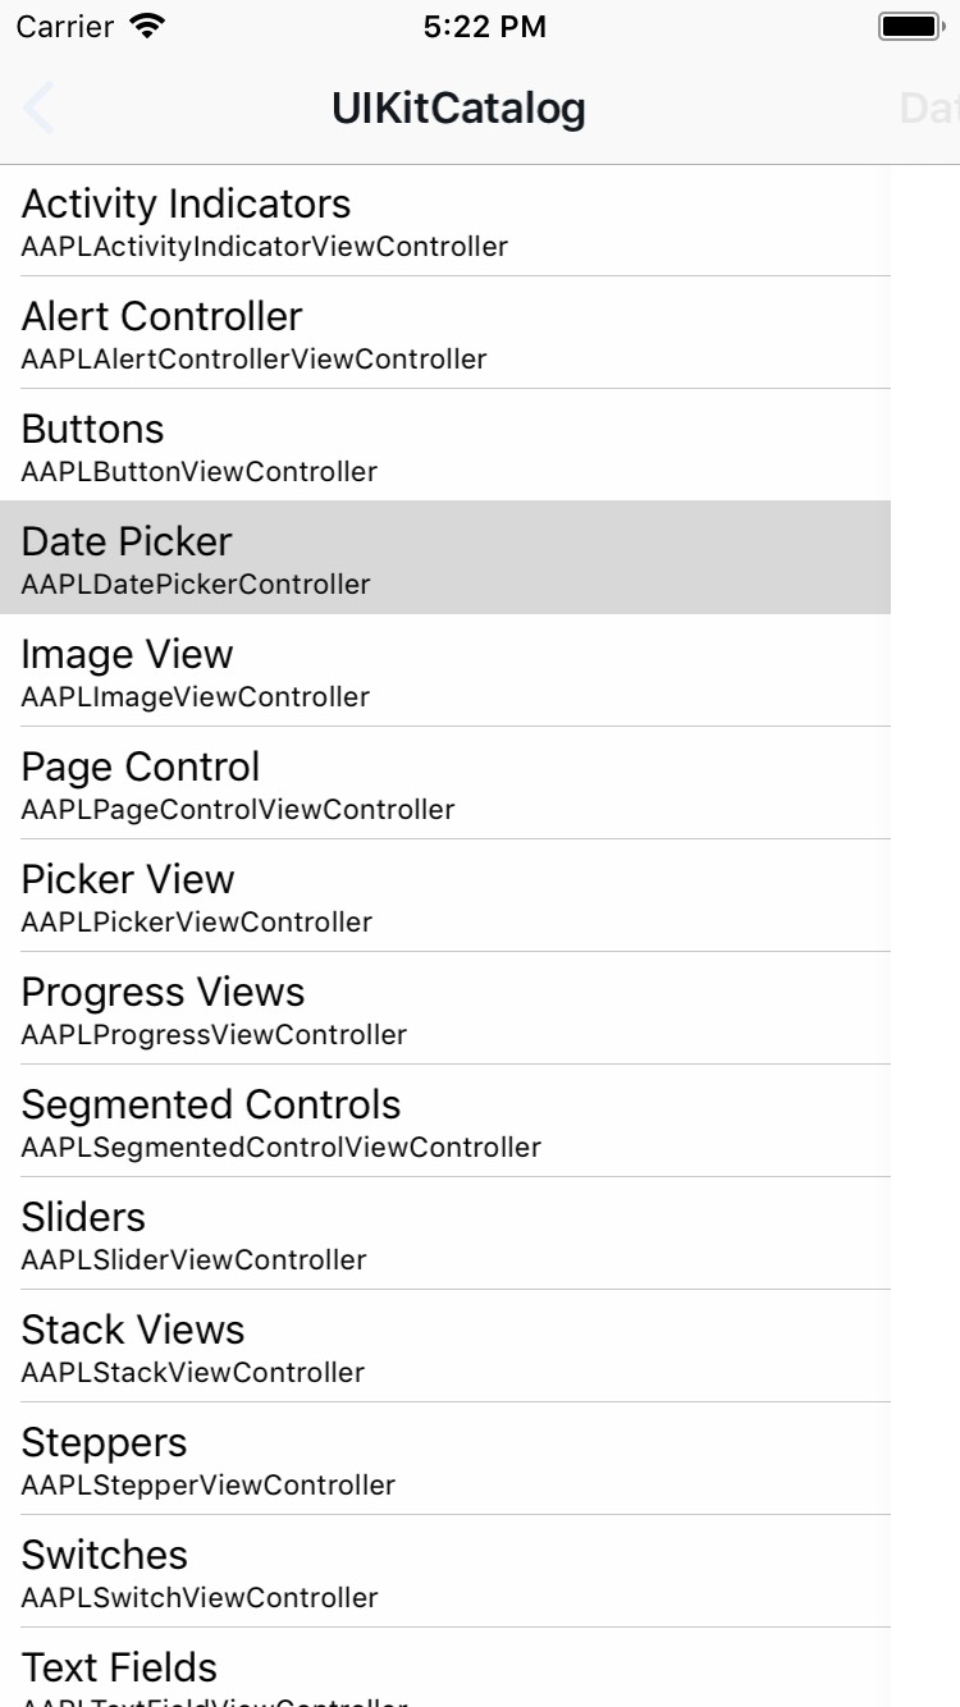 Carrier 5:22 PM
UIKitCatalog
Activity Indicators
AAPLActivityIndicatorViewController
Alert Controller
AAPLAlertControllerViewController
Buttons
AAPLButtonViewController
Date Picker
AAPLDatePickerController
Image View
AAPLImageViewController
Page Control
AAPLPageControlViewController
Picker View
AAPLPickerViewController
Progress Views
AAPLProgressViewController
Segmented Controls
AAPLSegmentedControlViewController
Sliders
AAPLSliderViewController
Stack Views
AAPLStackViewController
Steppers
AAPLStepperViewController
Switches
AAPLSwitchViewController
Text Fields
AAPLTextFieldViewController